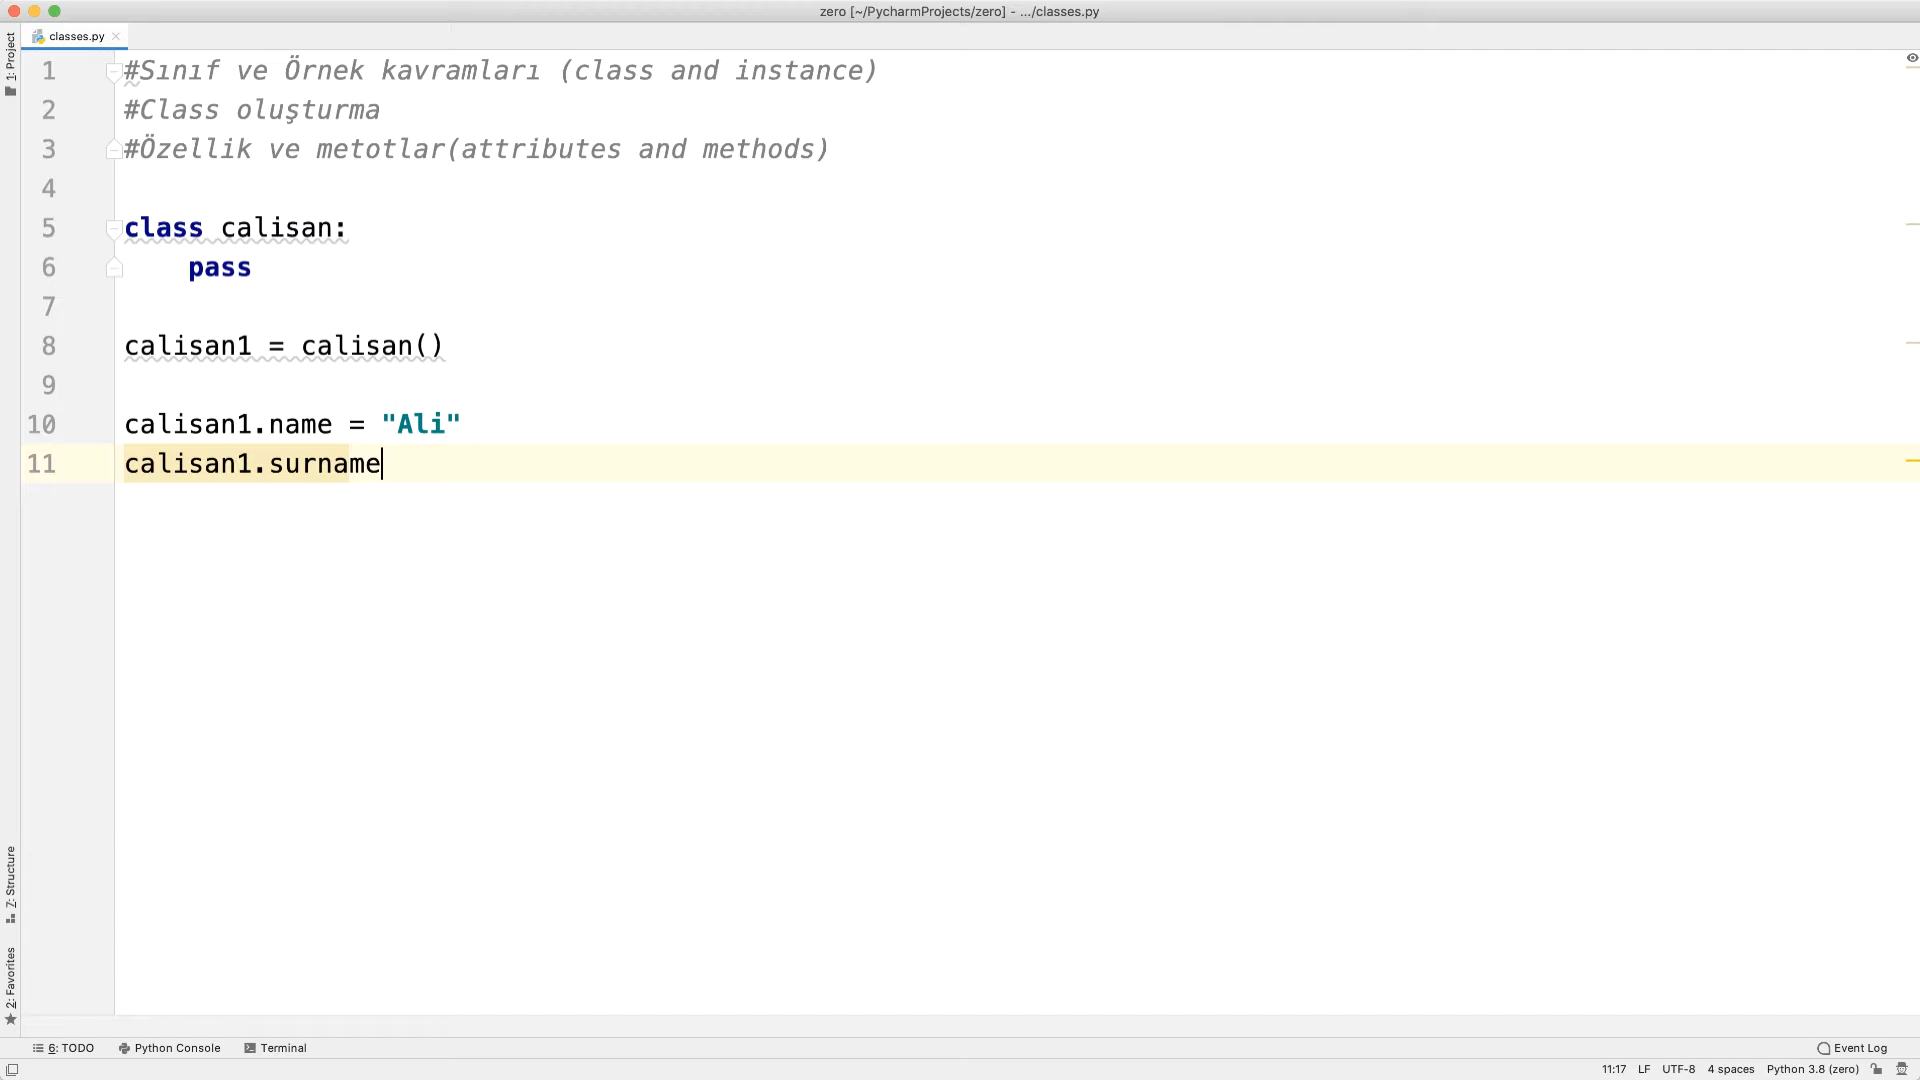 zero [~/PycharmProjects/zero] - .../classes.py
classes.py
1: Project
1 #Sınıf ve Örnek kavramları (class and instance)
2 #Class oluşturma
3 #Özellik ve metotlar(attributes and methods)
4
5 class calisan:
6 pass
7
8 calisan1 = calisan()
9
10 calisan1.name = "Ali"
11 calisan1.surname
Z: Structure
2: Favorites
6: TODO Python Console Terminal Event Log
11:17 LF UTF-8 4 spaces Python 3.8 (zero)